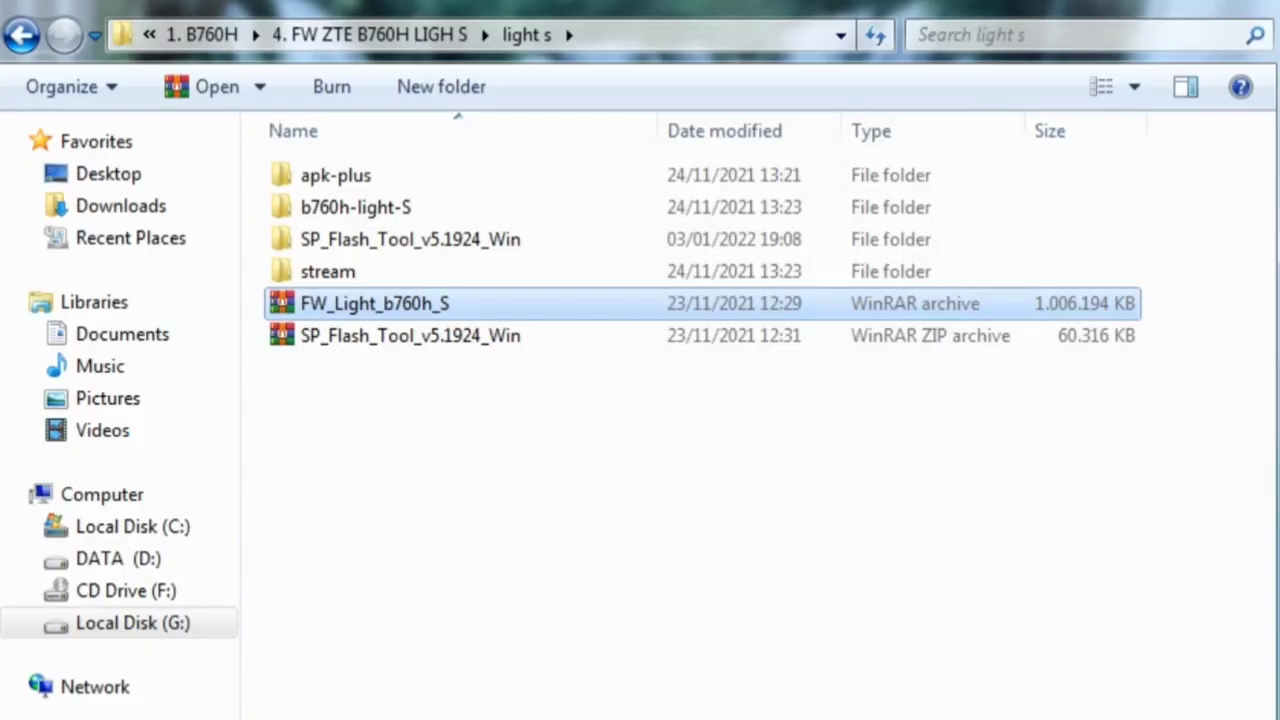 « 1. B760H ▸ 4. FW ZTE B760H LIGH S ▸ light s ▸
Search light s
Organize Open Burn New folder
Name Date modified Type Size
Favorites
Desktop
Downloads
Recent Places
Libraries
Documents
Music
Pictures
Videos
Computer
Local Disk (C:)
DATA (D:)
CD Drive (F:)
Local Disk (G:)
Network
apk-plus 24/11/2021 13:21 File folder
b760h-light-S 24/11/2021 13:23 File folder
SP_Flash_Tool_v5.1924_Win 03/01/2022 19:08 File folder
stream 24/11/2021 13:23 File folder
FW_Light_b760h_S 23/11/2021 12:29 WinRAR archive 1.006.194 KB
SP_Flash_Tool_v5.1924_Win 23/11/2021 12:31 WinRAR ZIP archive 60.316 KB